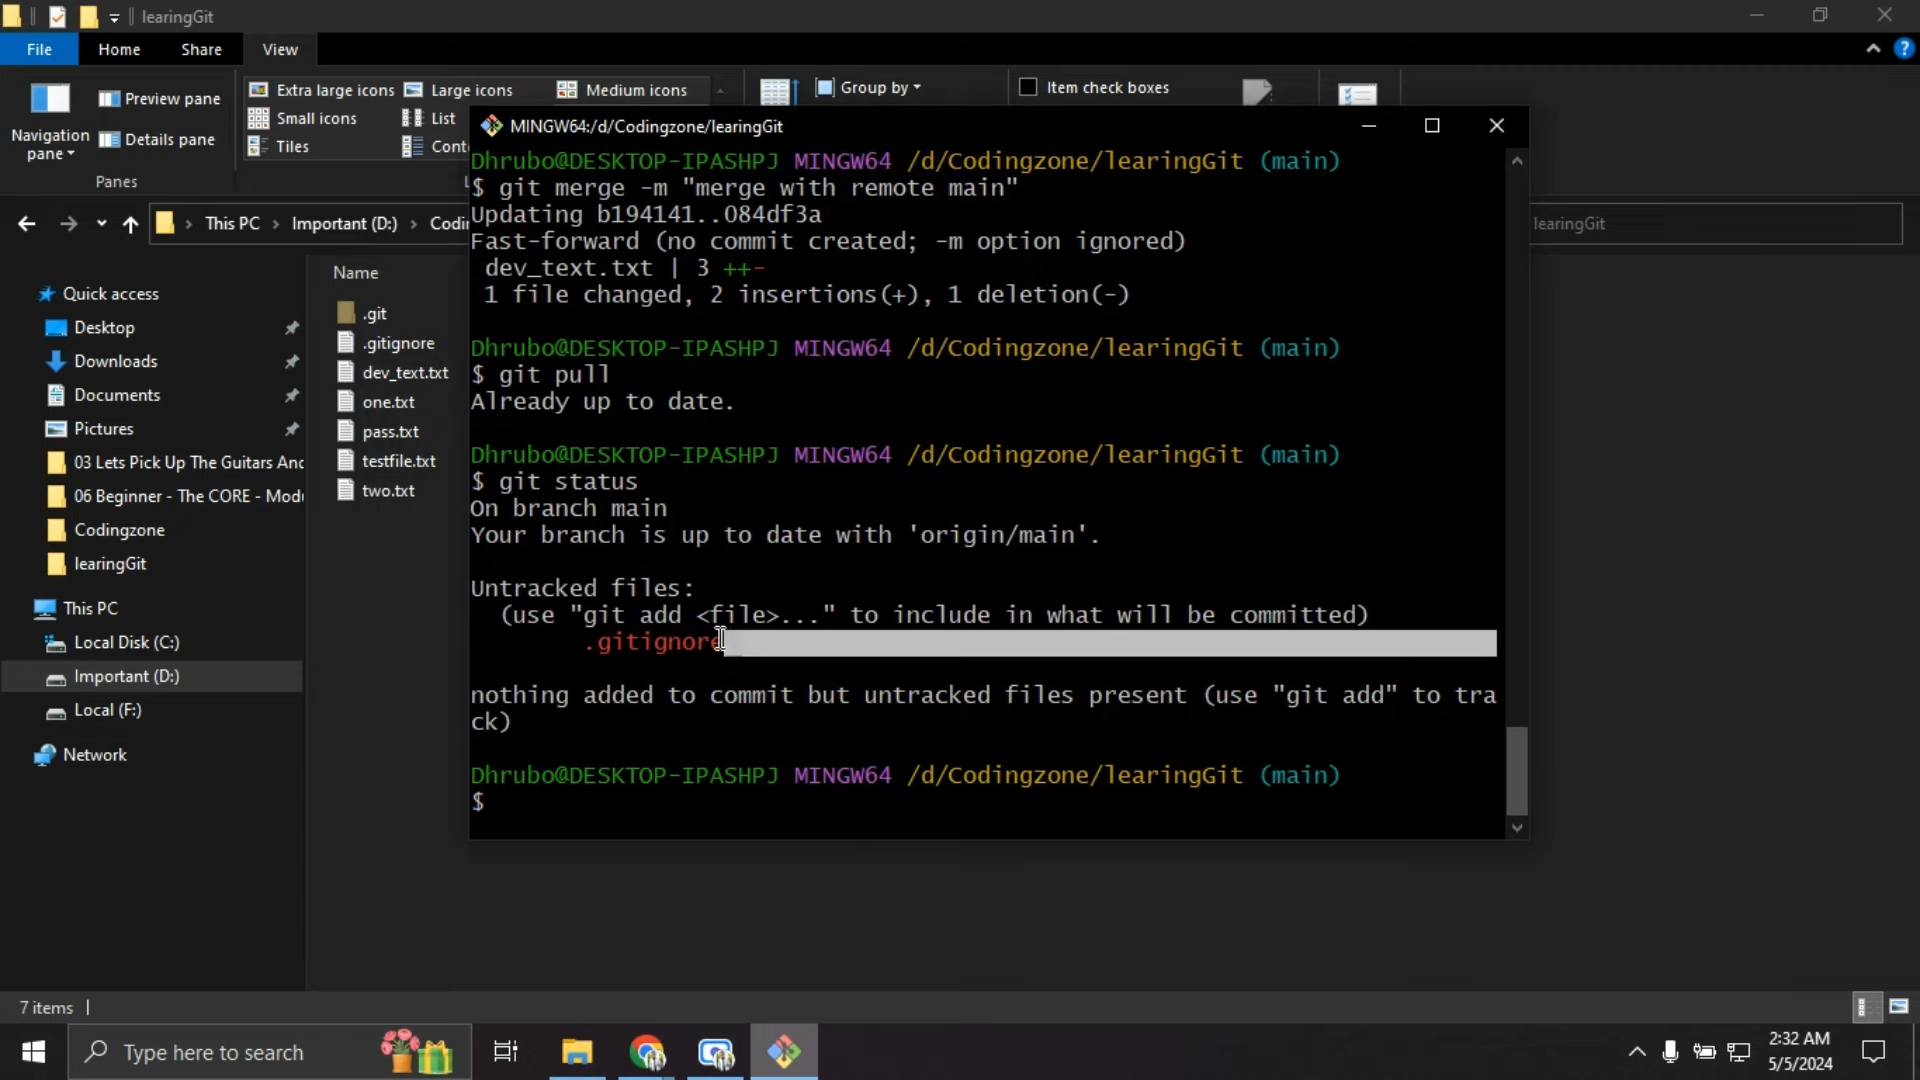 learingGit
File Home Share View
Navigation pane
Preview pane
Details pane
Panes
Extra large icons Large icons Medium icons
Small icons List
Tiles
Group by
Item check boxes
This PC Important (D:)
learingGit
Quick access
Desktop
Downloads
Documents
Pictures
03 Lets Pick Up The Guitars
06 Beginner - The CORE -
Codingzone
learingGit
This PC
Local Disk (C:)
Important (D:)
Local (F:)
Network
Name
.git
.gitignore
dev_text.txt
one.txt
pass.txt
testfile.txt
two.txt
MINGW64:/d/Codingzone/learingGit
Dhrubo@DESKTOP-IPASHPJ MINGW64 /d/Codingzone/learingGit (main)
$ git merge -m "merge with remote main"
Updating b194141..084df3a
Fast-forward (no commit created; -m option ignored)
dev_text.txt | 3 ++-
1 file changed, 2 insertions(+), 1 deletion(-)
Dhrubo@DESKTOP-IPASHPJ MINGW64 /d/Codingzone/learingGit (main)
$ git pull
Already up to date.
Dhrubo@DESKTOP-IPASHPJ MINGW64 /d/Codingzone/learingGit (main)
$ git status
On branch main
Your branch is up to date with 'origin/main'.
Untracked files:
(use "git add <file>..." to include in what will be committed)
.gitignore
nothing added to commit but untracked files present (use "git add" to tra
ck)
Dhrubo@DESKTOP-IPASHPJ MINGW64 /d/Codingzone/learingGit (main)
$
7 items
Type here to search
2:32 AM
5/5/2024